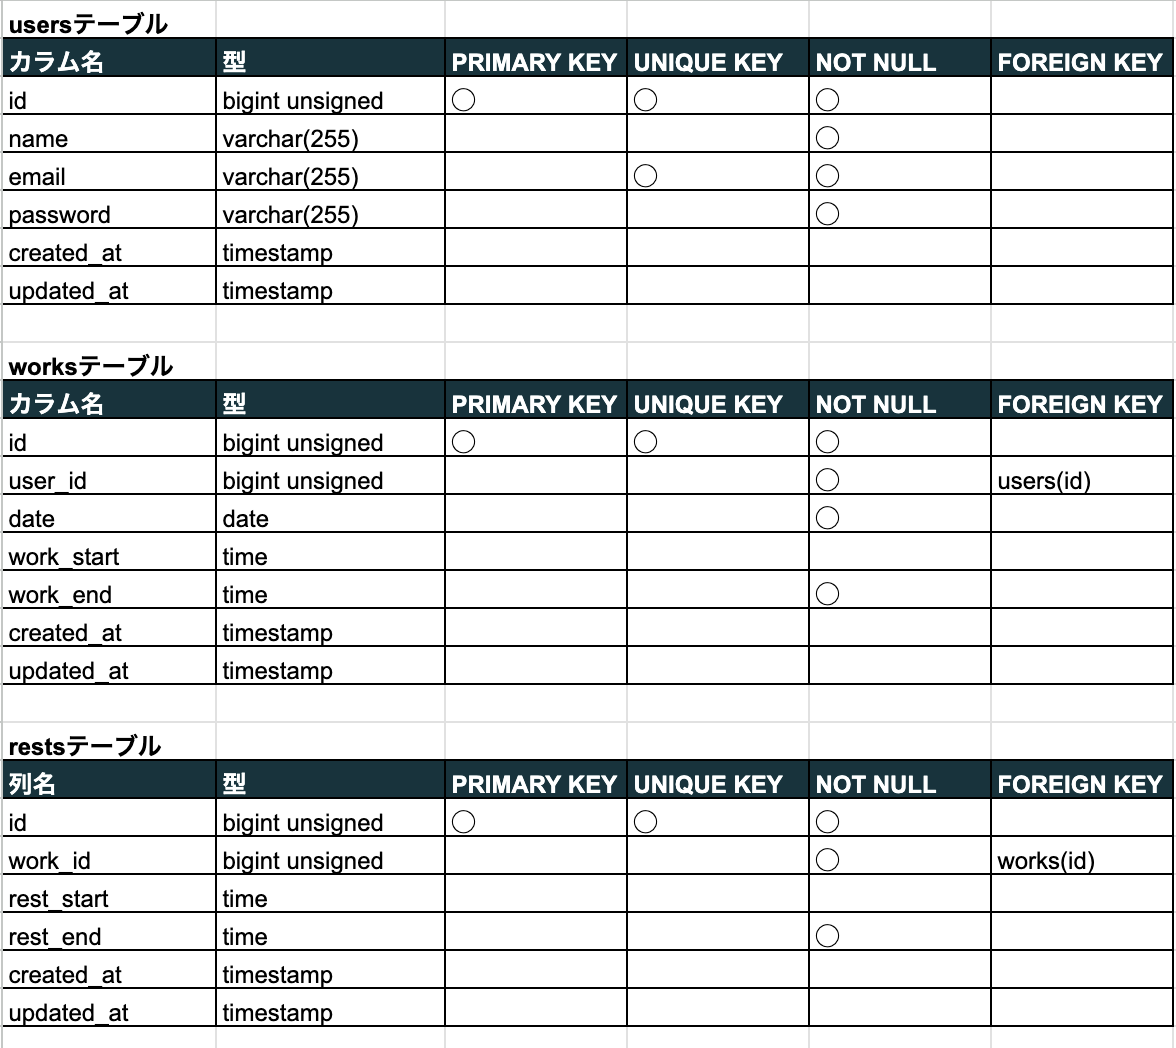 usersテーブル
カラム名 型 PRIMARY KEY UNIQUE KEY NOT NULL FOREIGN KEY
id bigint unsigned ◯ ◯ ◯
name varchar(255) ◯
email varchar(255) ◯ ◯
password varchar(255) ◯
created_at timestamp
updated_at timestamp
worksテーブル
カラム名 型 PRIMARY KEY UNIQUE KEY NOT NULL FOREIGN KEY
id bigint unsigned ◯ ◯ ◯
user_id bigint unsigned ◯ users(id)
date date ◯
work_start time
work_end time ◯
created_at timestamp
updated_at timestamp
restsテーブル
列名 型 PRIMARY KEY UNIQUE KEY NOT NULL FOREIGN KEY
id bigint unsigned ◯ ◯ ◯
work_id bigint unsigned ◯ works(id)
rest_start time
rest_end time ◯
created_at timestamp
updated_at timestamp